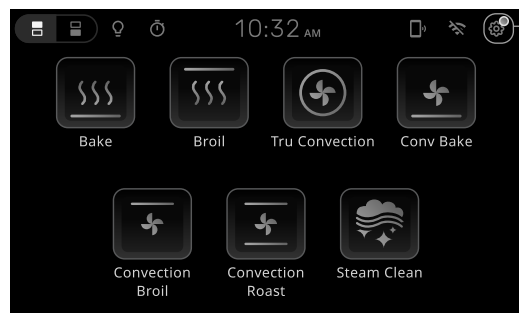 10:32 AM
Bake
Broil
Tru Convection
Conv Bake
Convection
Broil
Convection
Roast
Steam Clean